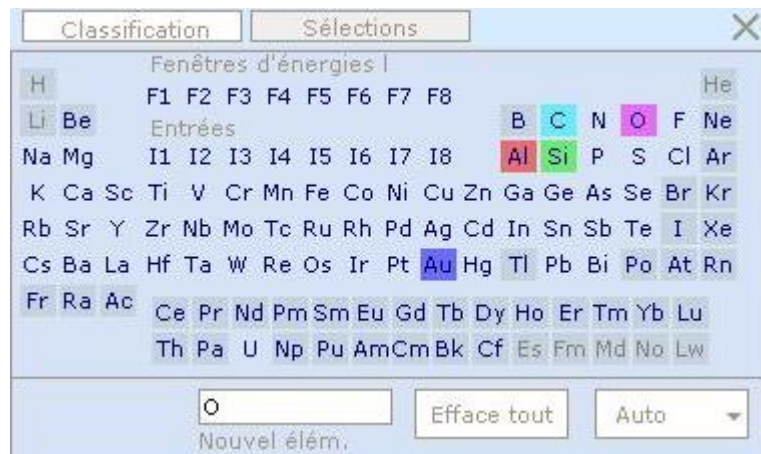 Classification Sélections
Fenêtres d'énergies I
H He
F1 F2 F3 F4 F5 F6 F7 F8
Li Be B C N O F Ne
Entrées
Na Mg I1 I2 I3 I4 I5 I6 I7 I8 Al Si P S Cl Ar
K Ca Sc Ti V Cr Mn Fe Co Ni Cu Zn Ga Ge As Se Br Kr
Rb Sr Y Zr Nb Mo Tc Ru Rh Pd Ag Cd In Sn Sb Te I Xe
Cs Ba La Hf Ta W Re Os Ir Pt Au Hg Tl Pb Bi Po At Rn
Fr Ra Ac
Ce Pr Nd Pm Sm Eu Gd Tb Dy Ho Er Tm Yb Lu
Th Pa U Np Pu Am Cm Bk Cf Es Fm Md No Lw
O
Efface tout Auto
Nouvel élém.